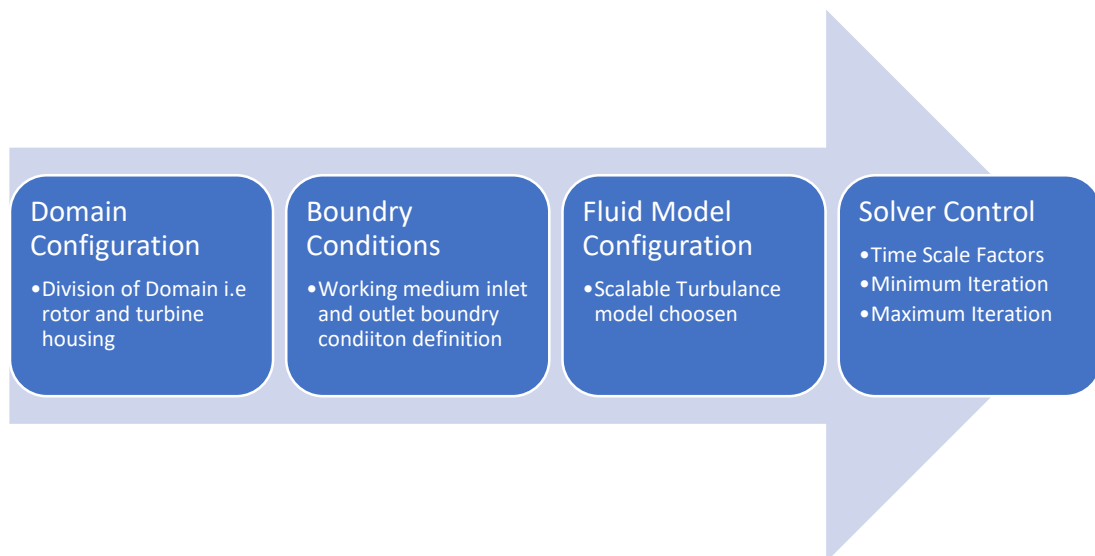 Domain
Configuration
•Division of Domain i.e
rotor and turbine
housing
Boundry
Conditions
•Working medium inlet
and outlet boundry
condiiton definition
Fluid Model
Configuration
•Scalable Turbulance
model choosen
Solver Control
•Time Scale Factors
•Minimum Iteration
•Maximum Iteration